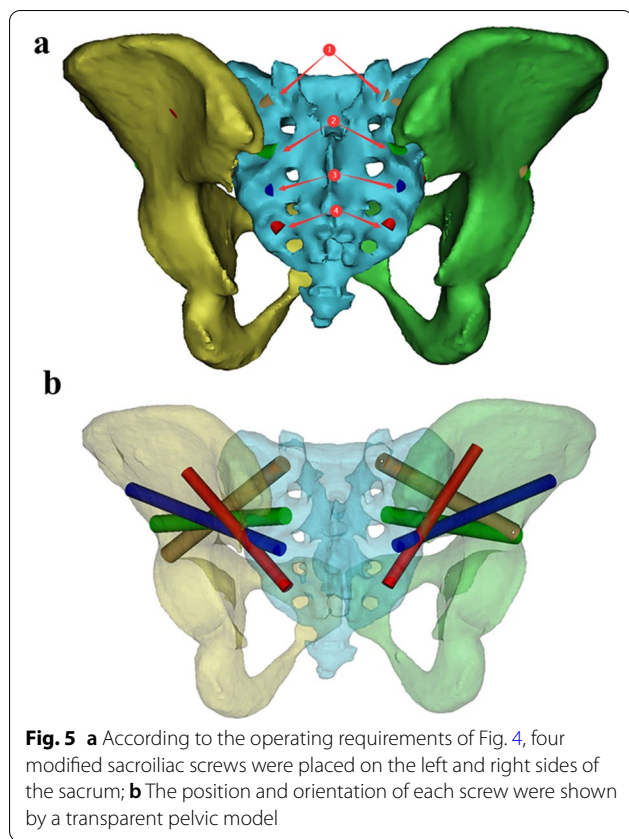 a
1
2
3
4
b
Fig. 5 a According to the operating requirements of Fig. 4, four
modified sacroiliac screws were placed on the left and right sides of
the sacrum; b The position and orientation of each screw were shown
by a transparent pelvic model